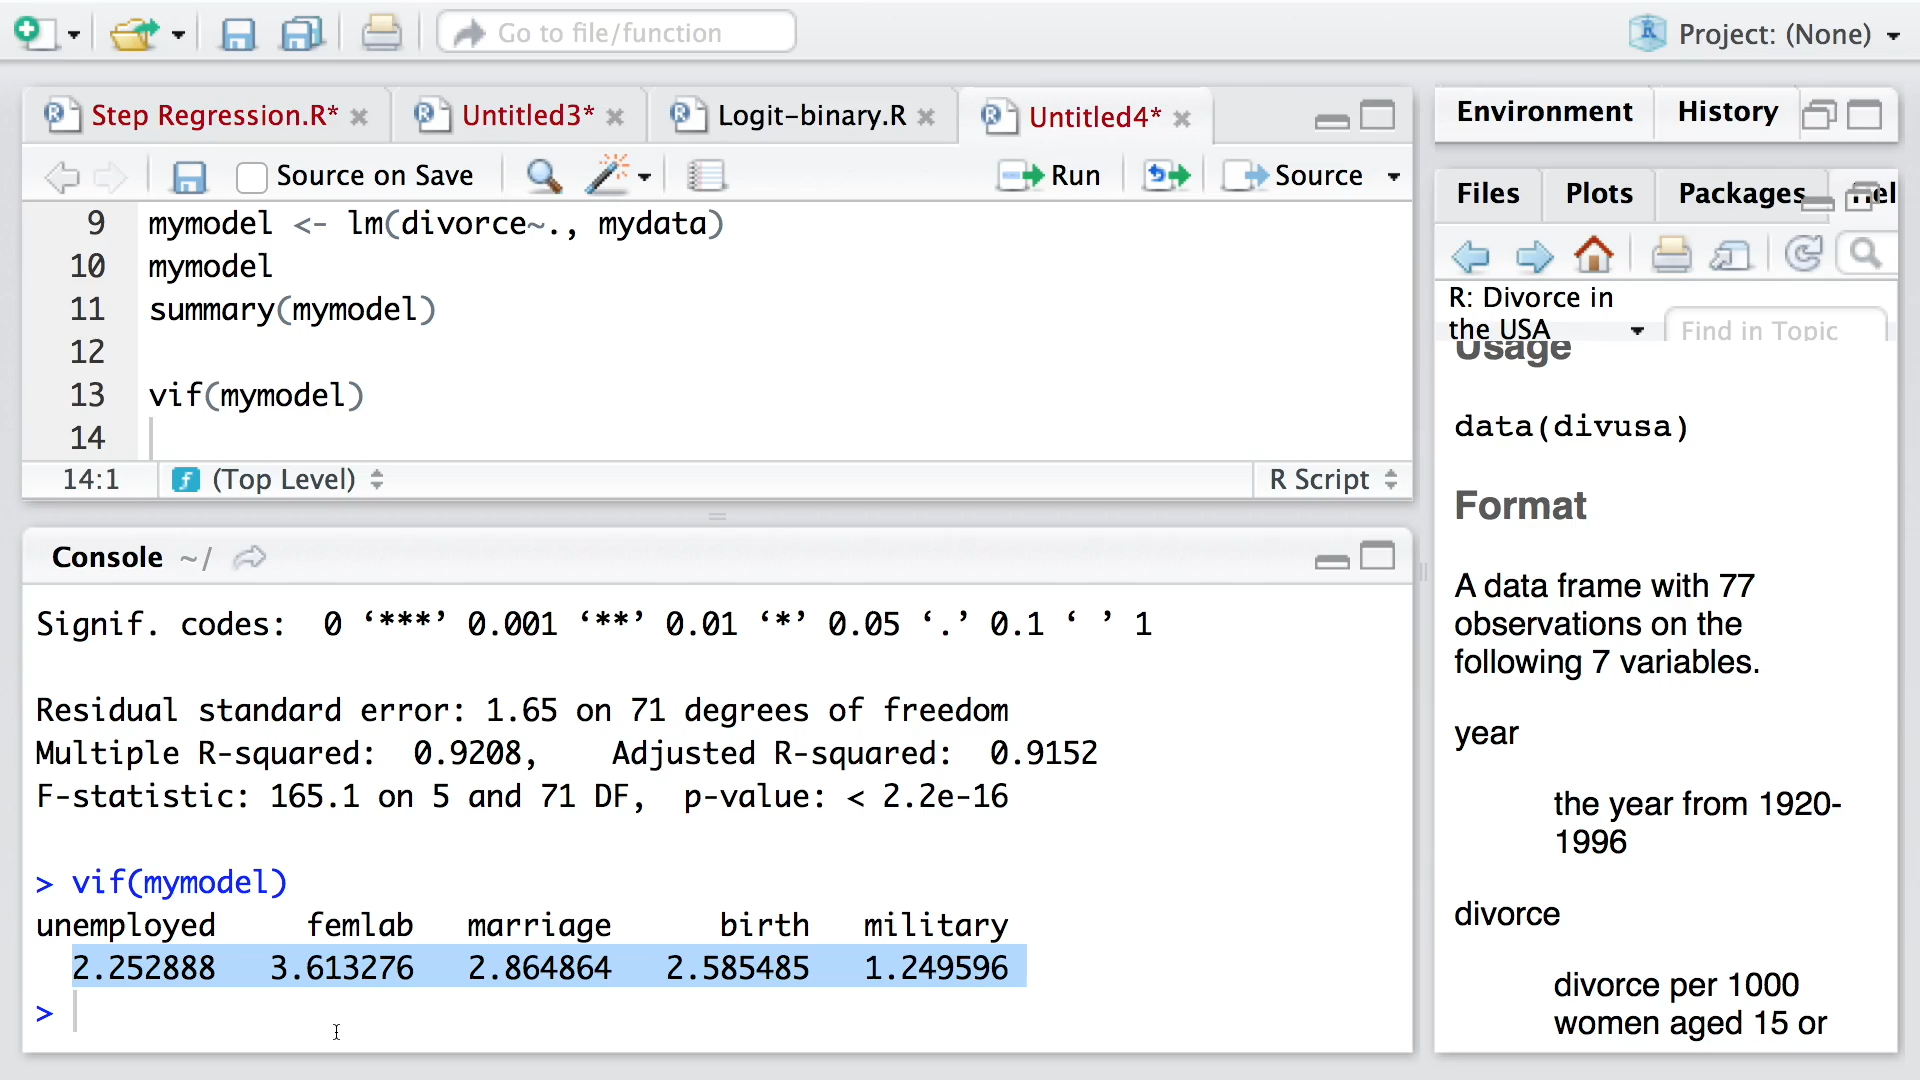 Go to file/function
Project: (None)
Step Regression.R*
Untitled3*
Logit-binary.R
Untitled4*
Source on Save
Run
Source
9 mymodel <- lm(divorce~., mydata)
10 mymodel
11 summary(mymodel)
12
13 vif(mymodel)
14
14:1
(Top Level)
R Script
Console ~/
Signif. codes:  0 ‘***’ 0.001 ‘**’ 0.01 ‘*’ 0.05 ‘.’ 0.1 ‘ ’ 1
Residual standard error: 1.65 on 71 degrees of freedom
Multiple R-squared:  0.9208,    Adjusted R-squared:  0.9152
F-statistic: 165.1 on 5 and 71 DF,  p-value: < 2.2e-16
> vif(mymodel)
unemployed     femlab   marriage      birth   military
2.252888   3.613276   2.864864   2.585485   1.249596
>
Environment
History
Files
Plots
Packages
R: Divorce in
the USA
Find in Topic
Usage
data(divusa)
Format
A data frame with 77
observations on the
following 7 variables.
year
the year from 1920-
1996
divorce
divorce per 1000
women aged 15 or